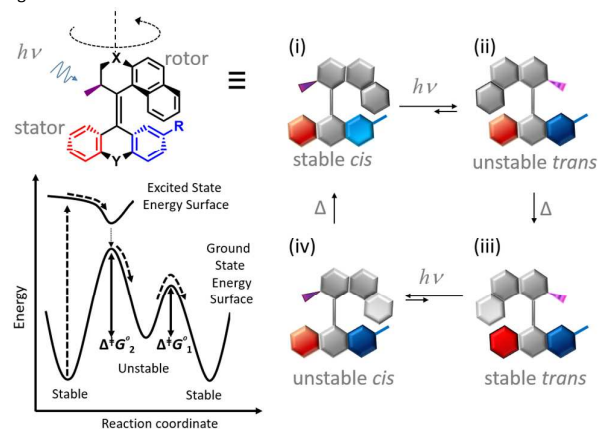 hν
X
rotor
stator
R
Y
≡
(i)
stable cis
hν
(ii)
unstable trans
Δ
Δ
(iv)
unstable cis
hν
(iii)
stable trans
Excited State
Energy Surface
Ground
State
Energy
Surface
Energy
Δ‡G°2
Δ‡G°1
Unstable
Stable
Stable
Reaction coordinate